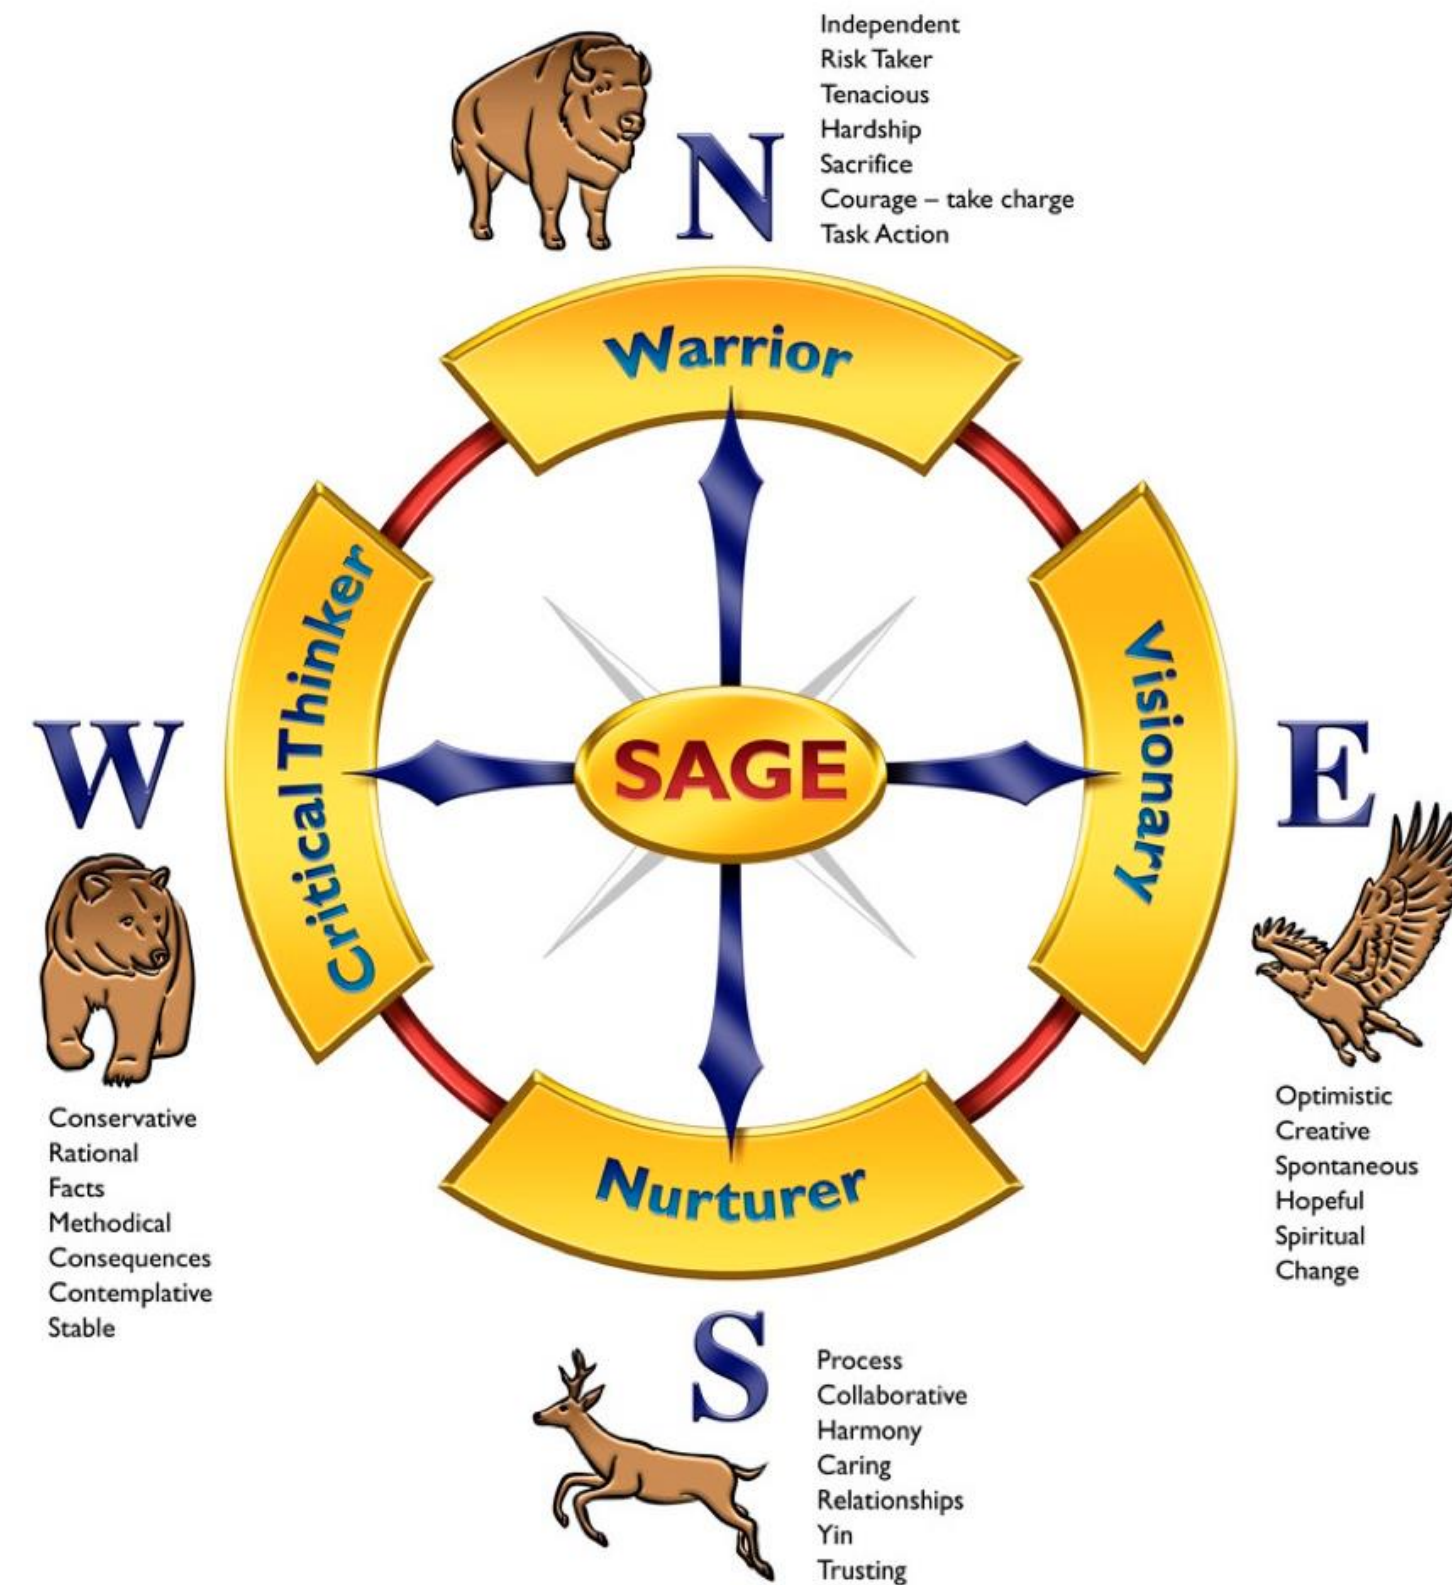 Independent
Risk Taker
Tenacious
Hardship
Sacrifice
Courage – take charge
Task Action
N
Warrior
Critical Thinker
Visionary
SAGE
W
E
Conservative
Rational
Facts
Methodical
Consequences
Contemplative
Stable
Optimistic
Creative
Spontaneous
Hopeful
Spiritual
Change
Nurturer
S
Process
Collaborative
Harmony
Caring
Relationships
Yin
Trusting